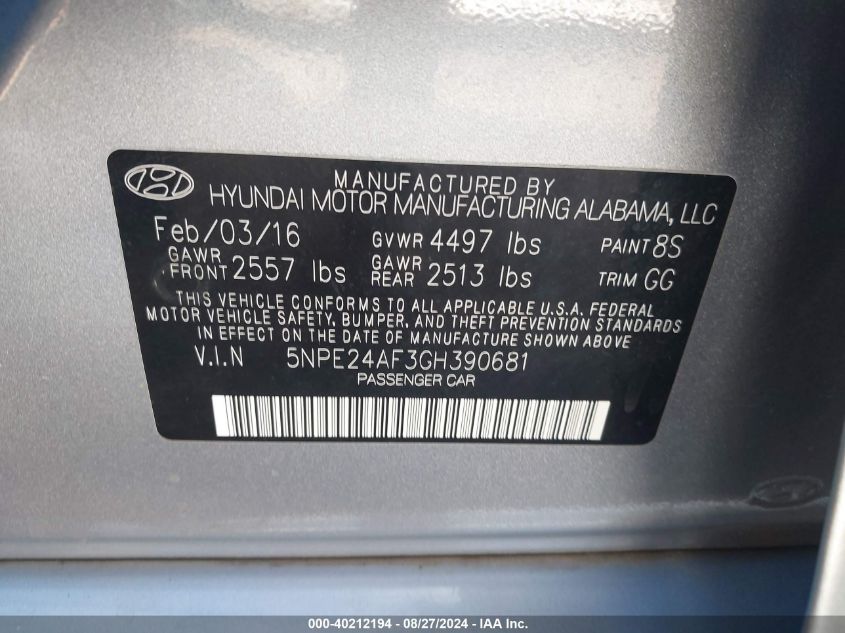 MANUFACTURED BY
HYUNDAI MOTOR MANUFACTURING ALABAMA, LLC
Feb/03/16 GVWR 4497 lbs PAINT 8S
GAWR FRONT 2557 lbs GAWR REAR 2513 lbs TRIM GG
THIS VEHICLE CONFORMS TO ALL APPLICABLE U.S.A. FEDERAL
MOTOR VEHICLE SAFETY, BUMPER, AND THEFT PREVENTION STANDARDS
IN EFFECT ON THE DATE OF MANUFACTURE SHOWN ABOVE
V.I.N 5NPE24AF3GH390681
PASSENGER CAR
000-40212194 - 08/27/2024 - IAA Inc.